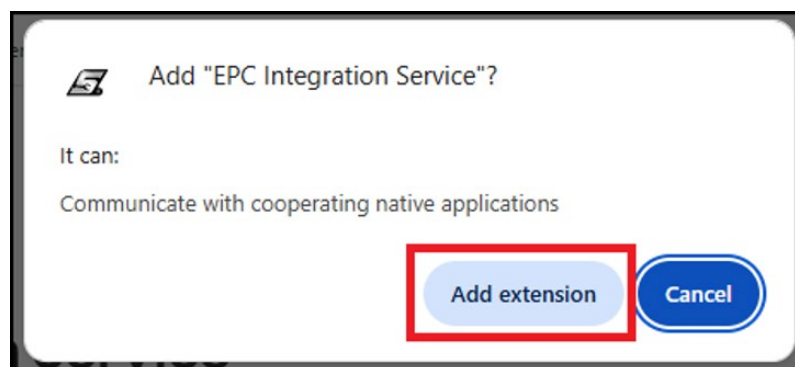 Add "EPC Integration Service"?
It can:
Communicate with cooperating native applications
Add extension
Cancel